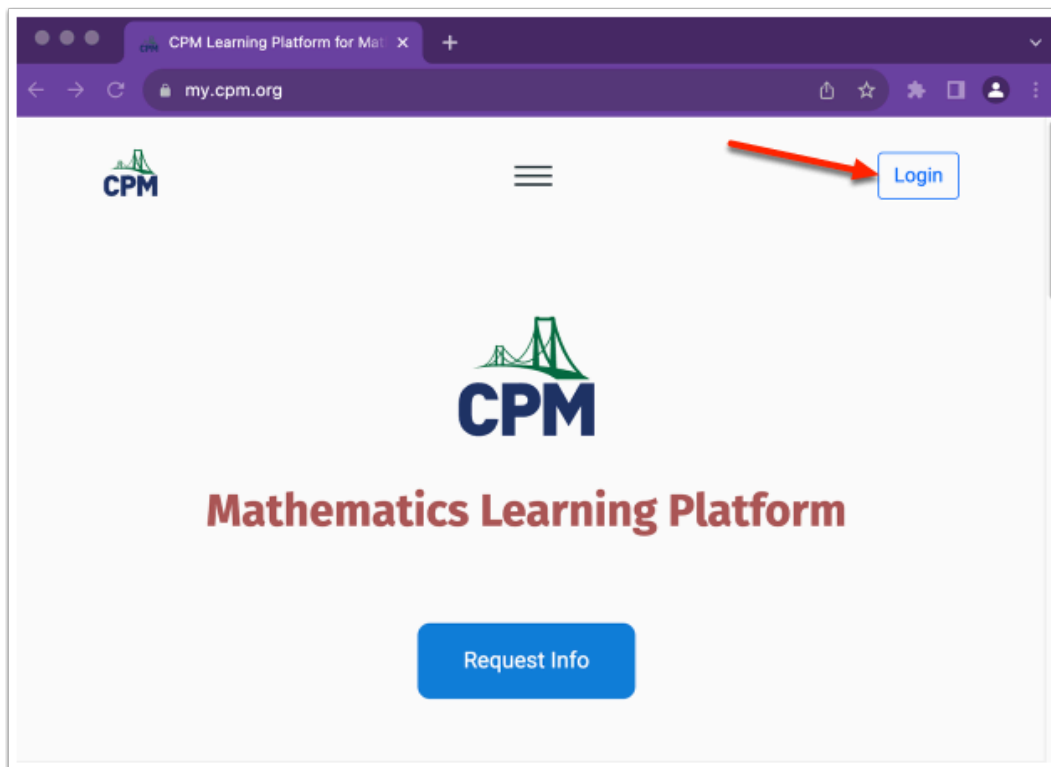 CPM Learning Platform for Mat
my.cpm.org
CPM
Login
CPM
Mathematics Learning Platform
Request Info